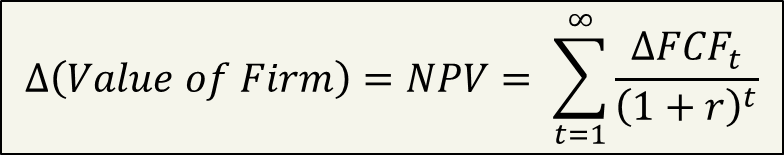 Δ(Value of Firm) = NPV = ∑_{t=1}^{∞} ΔFCF_t / (1 + r)^t